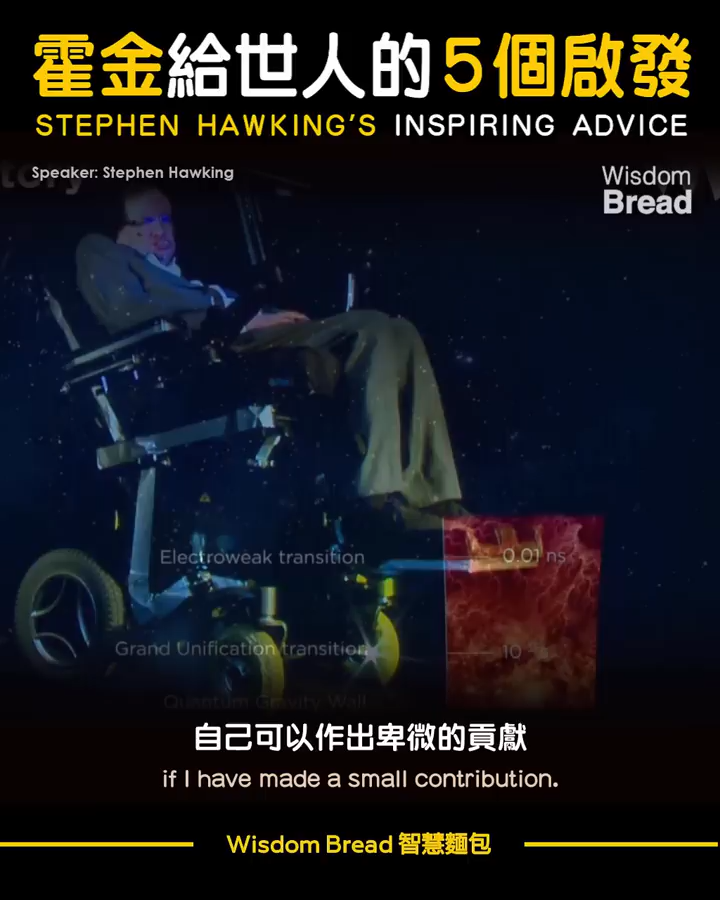 霍金給世人的5個啟發
STEPHEN HAWKING'S INSPIRING ADVICE
Speaker: Stephen Hawking
Wisdom
Bread
Electroweak transition
0.01 ns
Grand Unification transition
10
Quantum Gravity Wall
自己可以作出卑微的貢獻
if I have made a small contribution.
Wisdom Bread 智慧麵包